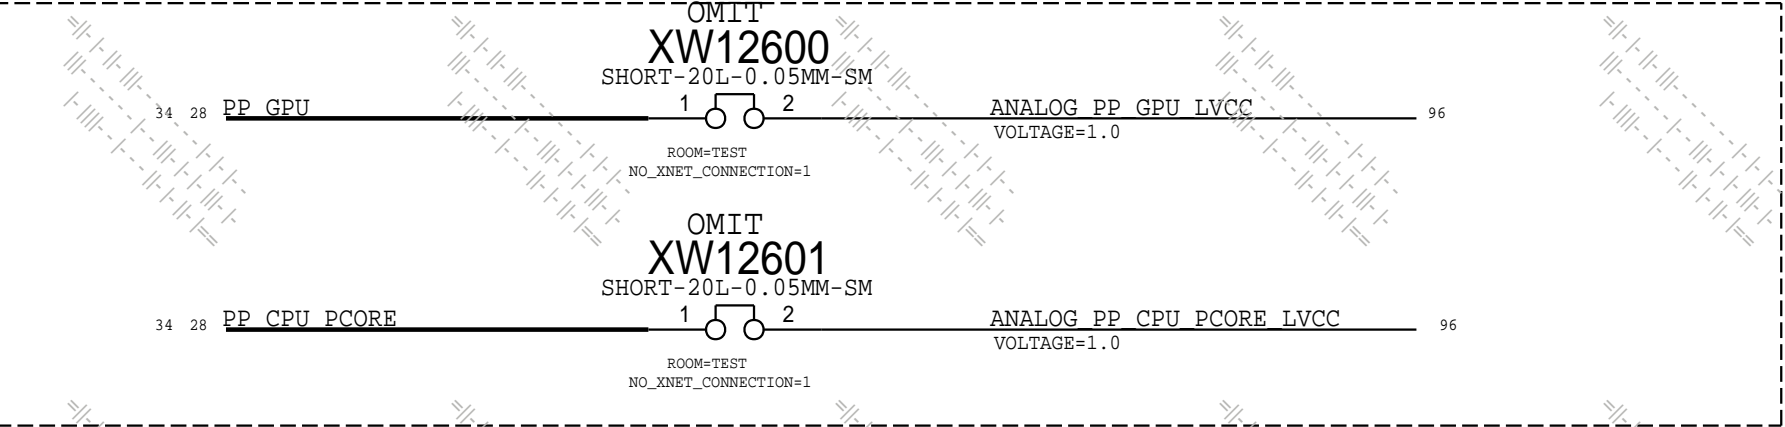 OMIT
XW12600
SHORT-20L-0.05MM-SM
34 28 PP_GPU 1 2 ANALOG_PP_GPU_LVCC 96
VOLTAGE=1.0
ROOM=TEST
NO_XNET_CONNECTION=1
OMIT
XW12601
SHORT-20L-0.05MM-SM
34 28 PP_CPU_PCORE 1 2 ANALOG_PP_CPU_PCORE_LVCC 96
VOLTAGE=1.0
ROOM=TEST
NO_XNET_CONNECTION=1